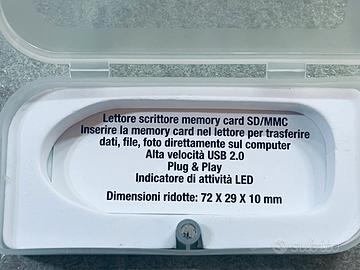 Lettore scrittore memory card SD/MMC
Inserire la memory card nel lettore per trasferire
dati, file, foto direttamente sul computer
Alta velocità USB 2.0
Plug & Play
Indicatore di attività LED
Dimensioni ridotte: 72 X 29 X 10 mm
subito